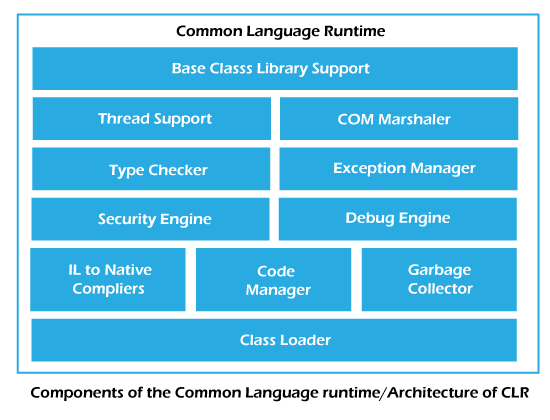 Common Language Runtime
Base Classs Library Support
Thread Support
COM Marshaler
Type Checker
Exception Manager
Security Engine
Debug Engine
IL to Native
Compliers
Code
Manager
Garbage
Collector
Class Loader
Components of the Common Language runtime/Architecture of CLR